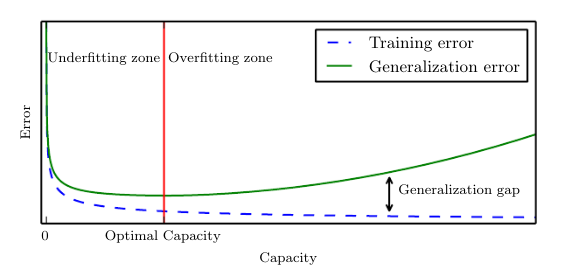 Training error
Generalization error
Underfitting zone
Overfitting zone
Error
Generalization gap
0
Optimal Capacity
Capacity